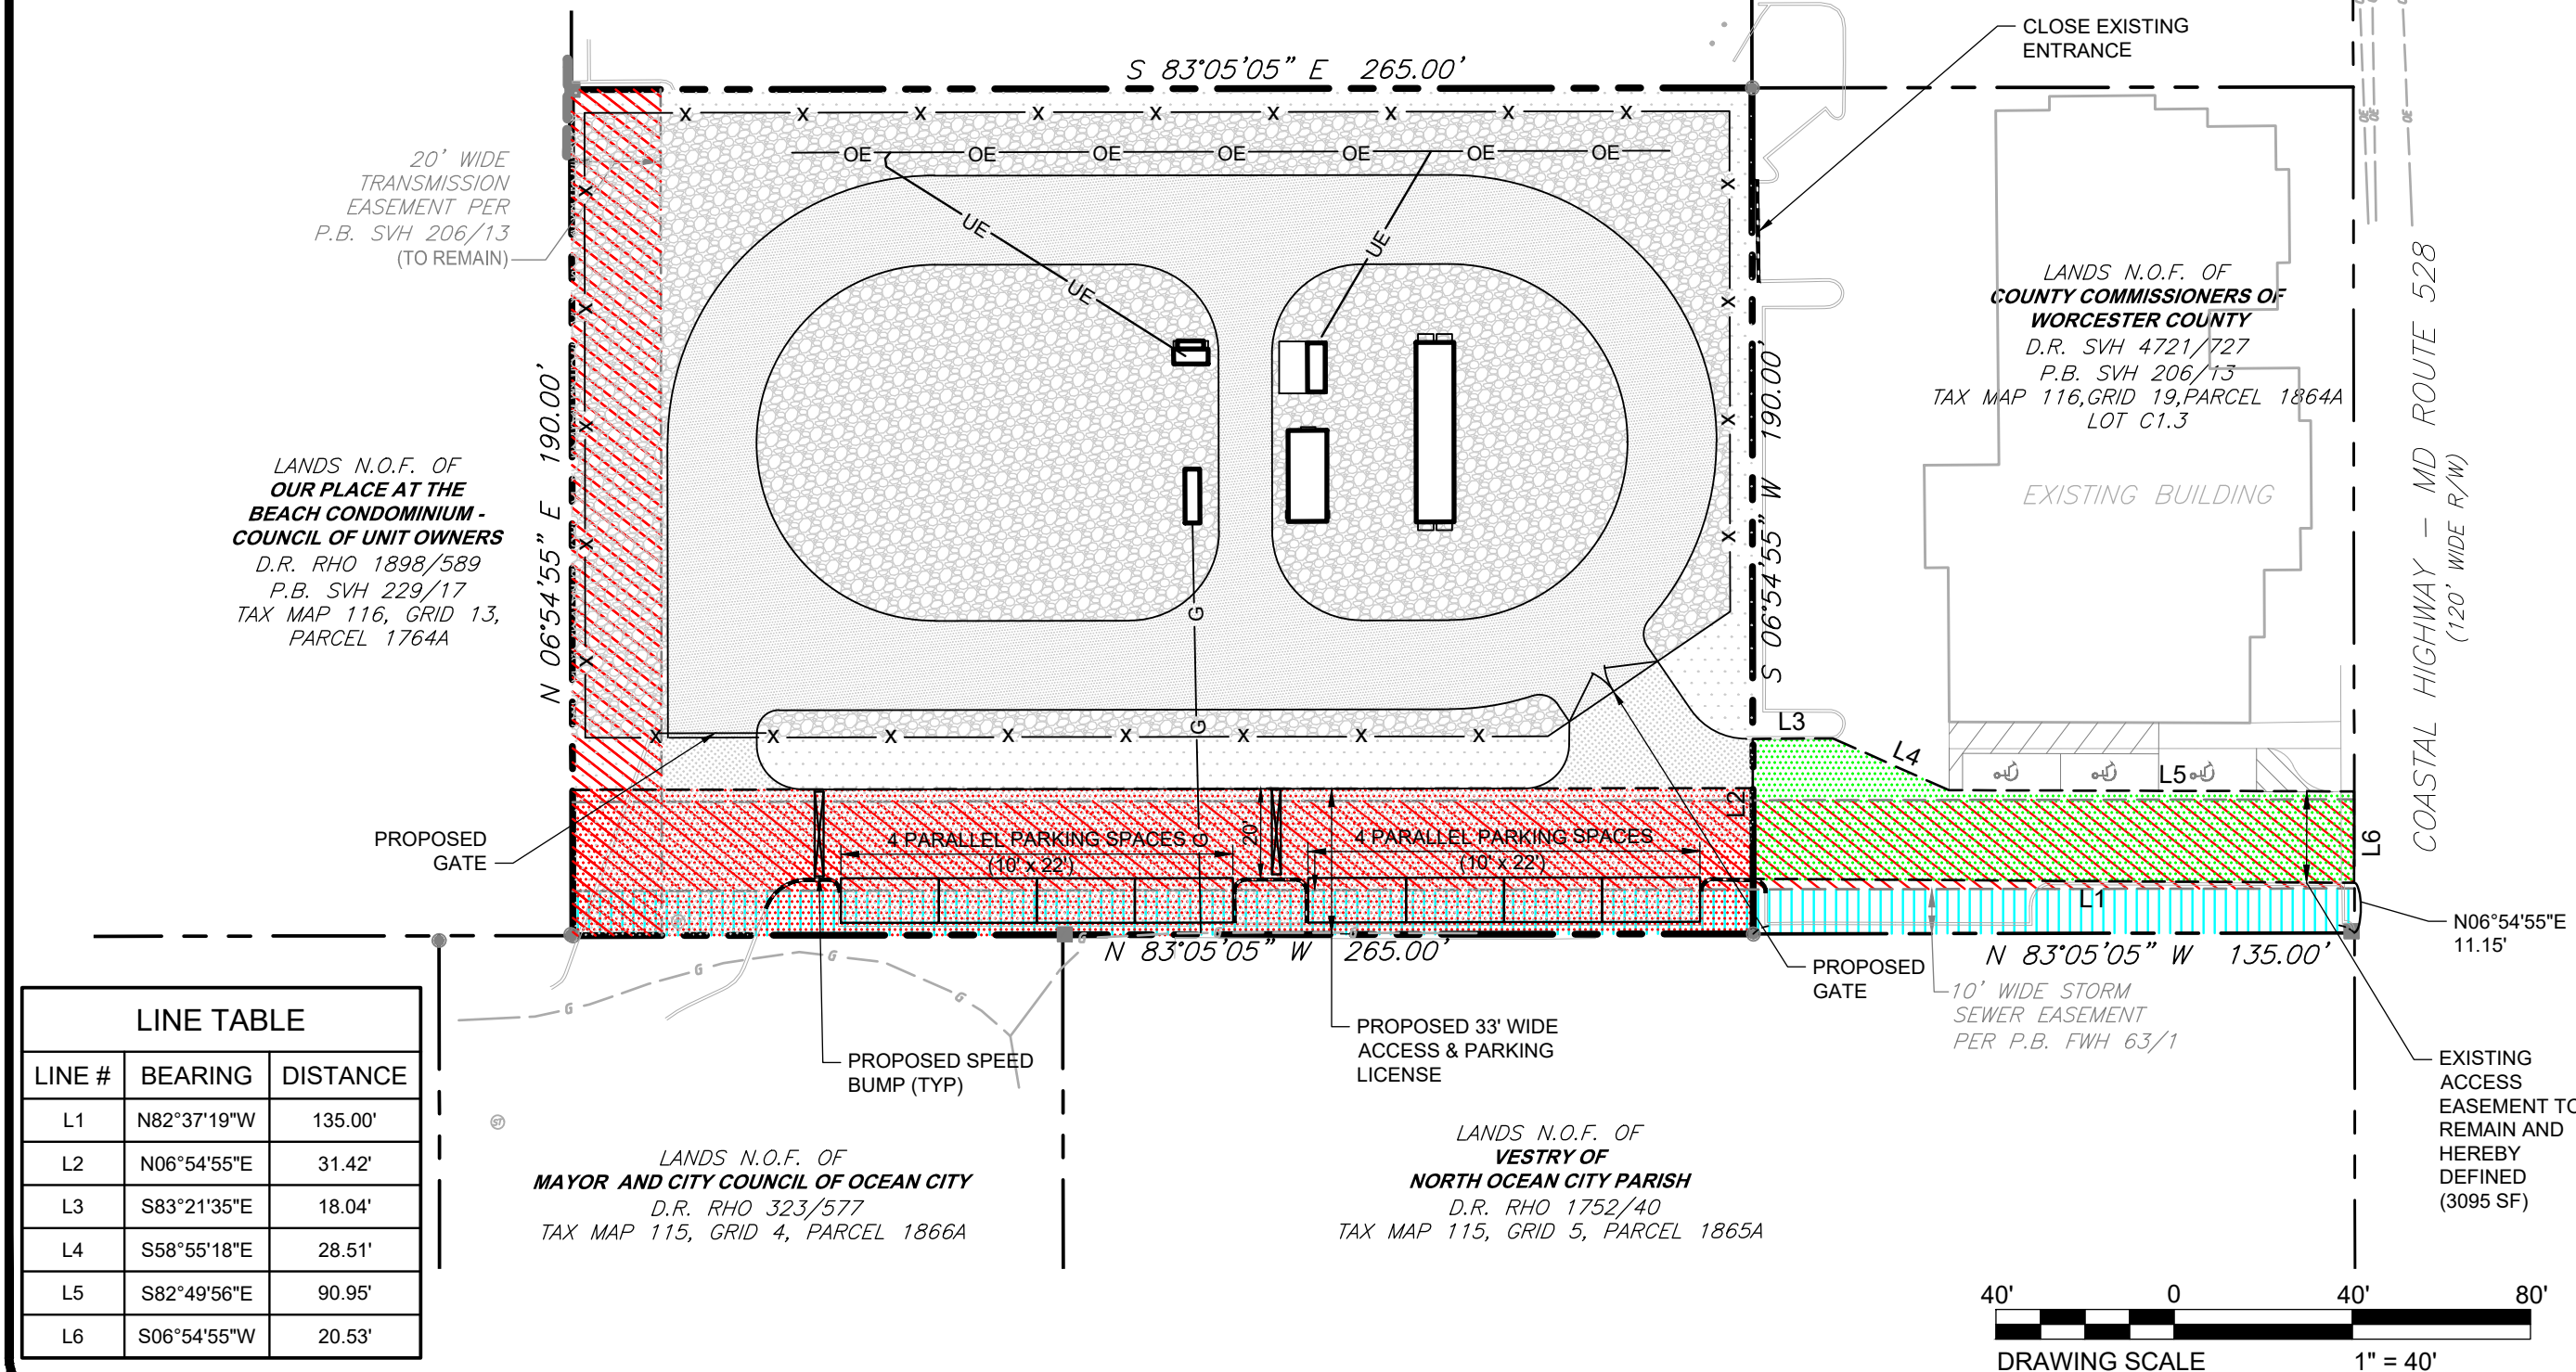 S 83°05'05" E 265.00'
CLOSE EXISTING
ENTRANCE
OE
OE
OE
20' WIDE
TRANSMISSION
EASEMENT PER
P.B. SVH 206/13
(TO REMAIN)
X X X X X X X X X
OE OE OE OE OE OE OE
UE
UE
UE
X
X
X
X
X
X
X
X
X
N 06°54'55" E 190.00'
S 06°54'55" W 190.00'
LANDS N.O.F. OF
COUNTY COMMISSIONERS OF
WORCESTER COUNTY
D.R. SVH 4721/727
P.B. SVH 206/13
TAX MAP 116,GRID 19,PARCEL 1864A
LOT C1.3
EXISTING BUILDING
COASTAL HIGHWAY - MD ROUTE 528
(120' WIDE R/W)
LANDS N.O.F. OF
OUR PLACE AT THE
BEACH CONDOMINIUM -
COUNCIL OF UNIT OWNERS
D.R. RHO 1898/589
P.B. SVH 229/17
TAX MAP 116, GRID 13,
PARCEL 1764A
G
G
X X X X X X X X
L3
L4
L5
L2
L6
L1
PROPOSED
GATE
4 PARALLEL PARKING SPACES
(10' x 22')
G
20'
4 PARALLEL PARKING SPACES
(10' x 22')
N06°54'55"E
11.15'
N 83°05'05" W 265.00'
N 83°05'05" W 135.00'
PROPOSED
GATE
10' WIDE STORM
SEWER EASEMENT
PER P.B. FWH 63/1
G G G G G G G
ST
PROPOSED SPEED
BUMP (TYP)
PROPOSED 33' WIDE
ACCESS & PARKING
LICENSE
EXISTING
ACCESS
EASEMENT TO
REMAIN AND
HEREBY
DEFINED
(3095 SF)
LINE TABLE
LINE # BEARING DISTANCE
L1 N82°37'19"W 135.00'
L2 N06°54'55"E 31.42'
L3 S83°21'35"E 18.04'
L4 S58°55'18"E 28.51'
L5 S82°49'56"E 90.95'
L6 S06°54'55"W 20.53'
LANDS N.O.F. OF
MAYOR AND CITY COUNCIL OF OCEAN CITY
D.R. RHO 323/577
TAX MAP 115, GRID 4, PARCEL 1866A
LANDS N.O.F. OF
VESTRY OF
NORTH OCEAN CITY PARISH
D.R. RHO 1752/40
TAX MAP 115, GRID 5, PARCEL 1865A
40' 0 40' 80'
DRAWING SCALE 1" = 40'